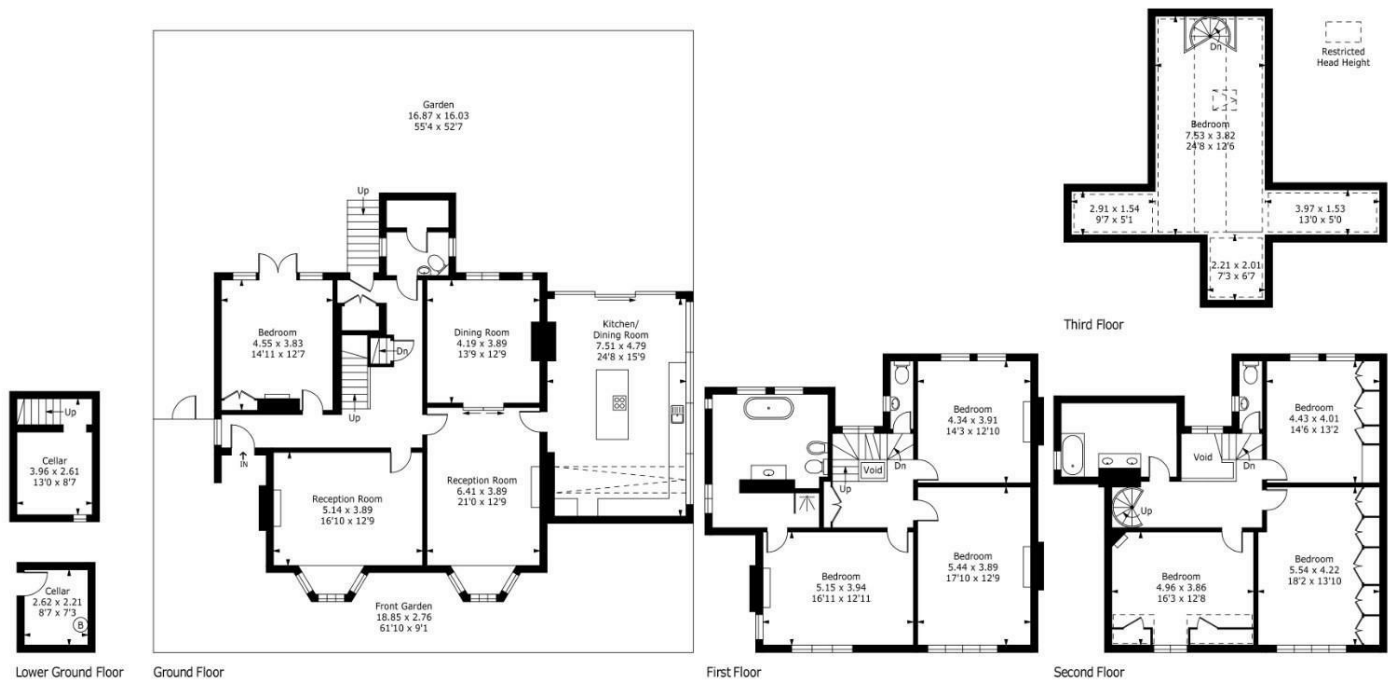 Up
Cellar
3.96 x 2.61
13'0 x 8'7
Cellar
2.62 x 2.21
8'7 x 7'3
B
Lower Ground Floor
Garden
16.87 x 16.03
55'4 x 52'7
Up
Bedroom
4.55 x 3.83
14'11 x 12'7
Dn
Up
Dining Room
4.19 x 3.89
13'9 x 12'9
Kitchen/
Dining Room
7.51 x 4.79
24'8 x 15'9
IN
Reception Room
5.14 x 3.89
16'10 x 12'9
Reception Room
6.41 x 3.89
21'0 x 12'9
Front Garden
18.85 x 2.76
61'10 x 9'1
Ground Floor
Void
Dn
Up
Bedroom
4.34 x 3.91
14'3 x 12'10
Bedroom
5.15 x 3.94
16'11 x 12'11
Bedroom
5.44 x 3.89
17'10 x 12'9
First Floor
Void
Dn
Up
Bedroom
4.43 x 4.01
14'6 x 13'2
Bedroom
4.96 x 3.86
16'3 x 12'8
Bedroom
5.54 x 4.22
18'2 x 13'10
Second Floor
Dn
Bedroom
7.53 x 3.82
24'8 x 12'6
2.91 x 1.54
9'7 x 5'1
3.97 x 1.53
13'0 x 5'0
2.21 x 2.01
7'3 x 6'7
Third Floor
Restricted
Head Height